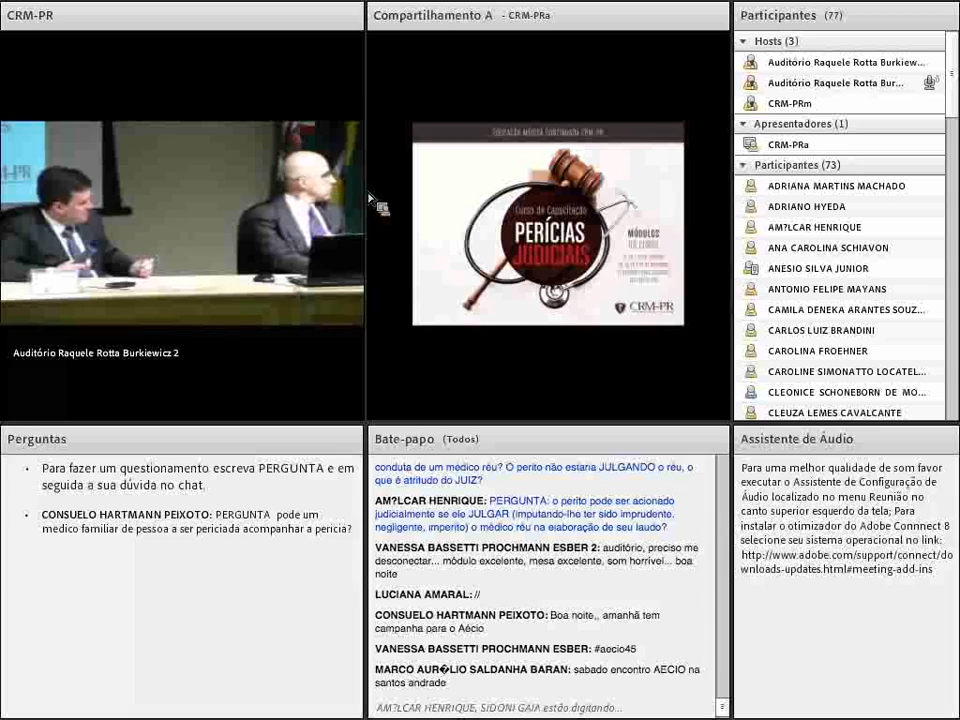 CRM-PR
Auditório Raquele Rotta Burkiewicz 2
Compartilhamento A - CRM-PRa
EDUCAÇÃO MÉDICA CONTINUADA CRM-PR
Curso de Capacitação
PERÍCIAS
JUDICIAIS
MÓDULOS
CRM-PR
Participantes (77)
Hosts (3)
Auditório Raquele Rotta Burkiew...
Auditório Raquele Rotta Bur...
CRM-PRm
Apresentadores (1)
CRM-PRa
Participantes (73)
ADRIANA MARTINS MACHADO
ADRIANO HYEDA
AM?LCAR HENRIQUE
ANA CAROLINA SCHIAVON
ANESIO SILVA JUNIOR
ANTONIO FELIPE MAYANS
CAMILA DENEKA ARANTES SOUZ...
CARLOS LUIZ BRANDINI
CAROLINA FROEHNER
CAROLINE SIMONATTO LOCATEL...
CLEONICE SCHONEBORN DE MO...
CLEUZA LEMES CAVALCANTE
Perguntas
• Para fazer um questionamento escreva PERGUNTA e em
seguida a sua dúvida no chat.
• CONSUELO HARTMANN PEIXOTO: PERGUNTA pode um
medico familiar de pessoa a ser periciada acompanhar a pericia?
Bate-papo (Todos)
conduta de um médico réu? O perito não estaria JULGANDO o réu, o
que é atitudo do JUIZ?
AM?LCAR HENRIQUE: PERGUNTA: o perito pode ser acionado
judicialmente se ele JULGAR (imputando-lhe ter sido imprudente,
negligente, imperito) o médico réu na elaboração de seu laudo?
VANESSA BASSETTI PROCHMANN ESBER 2: auditório, preciso me
desconectar... módulo excelente, mesa excelente, som horrível... boa
noite
LUCIANA AMARAL: //
CONSUELO HARTMANN PEIXOTO: Boa noite,, amanhã tem
campanha para o Aécio
VANESSA BASSETTI PROCHMANN ESBER: #aecio45
MARCO AUR�LIO SALDANHA BARAN: sabado encontro AECIO na
santos andrade
AM?LCAR HENRIQUE, SIDONI GAIA estão digitando...
Assistente de Áudio
Para uma melhor qualidade de som favor
executar o Assistente de Configuração de
Áudio localizado no menu Reunião no
canto superior esquerdo da tela; Para
instalar o otimizador do Adobe Connnect 8
selecione seu sistema operacional no link:
http://www.adobe.com/support/connect/do
wnloads-updates.html#meeting-add-ins